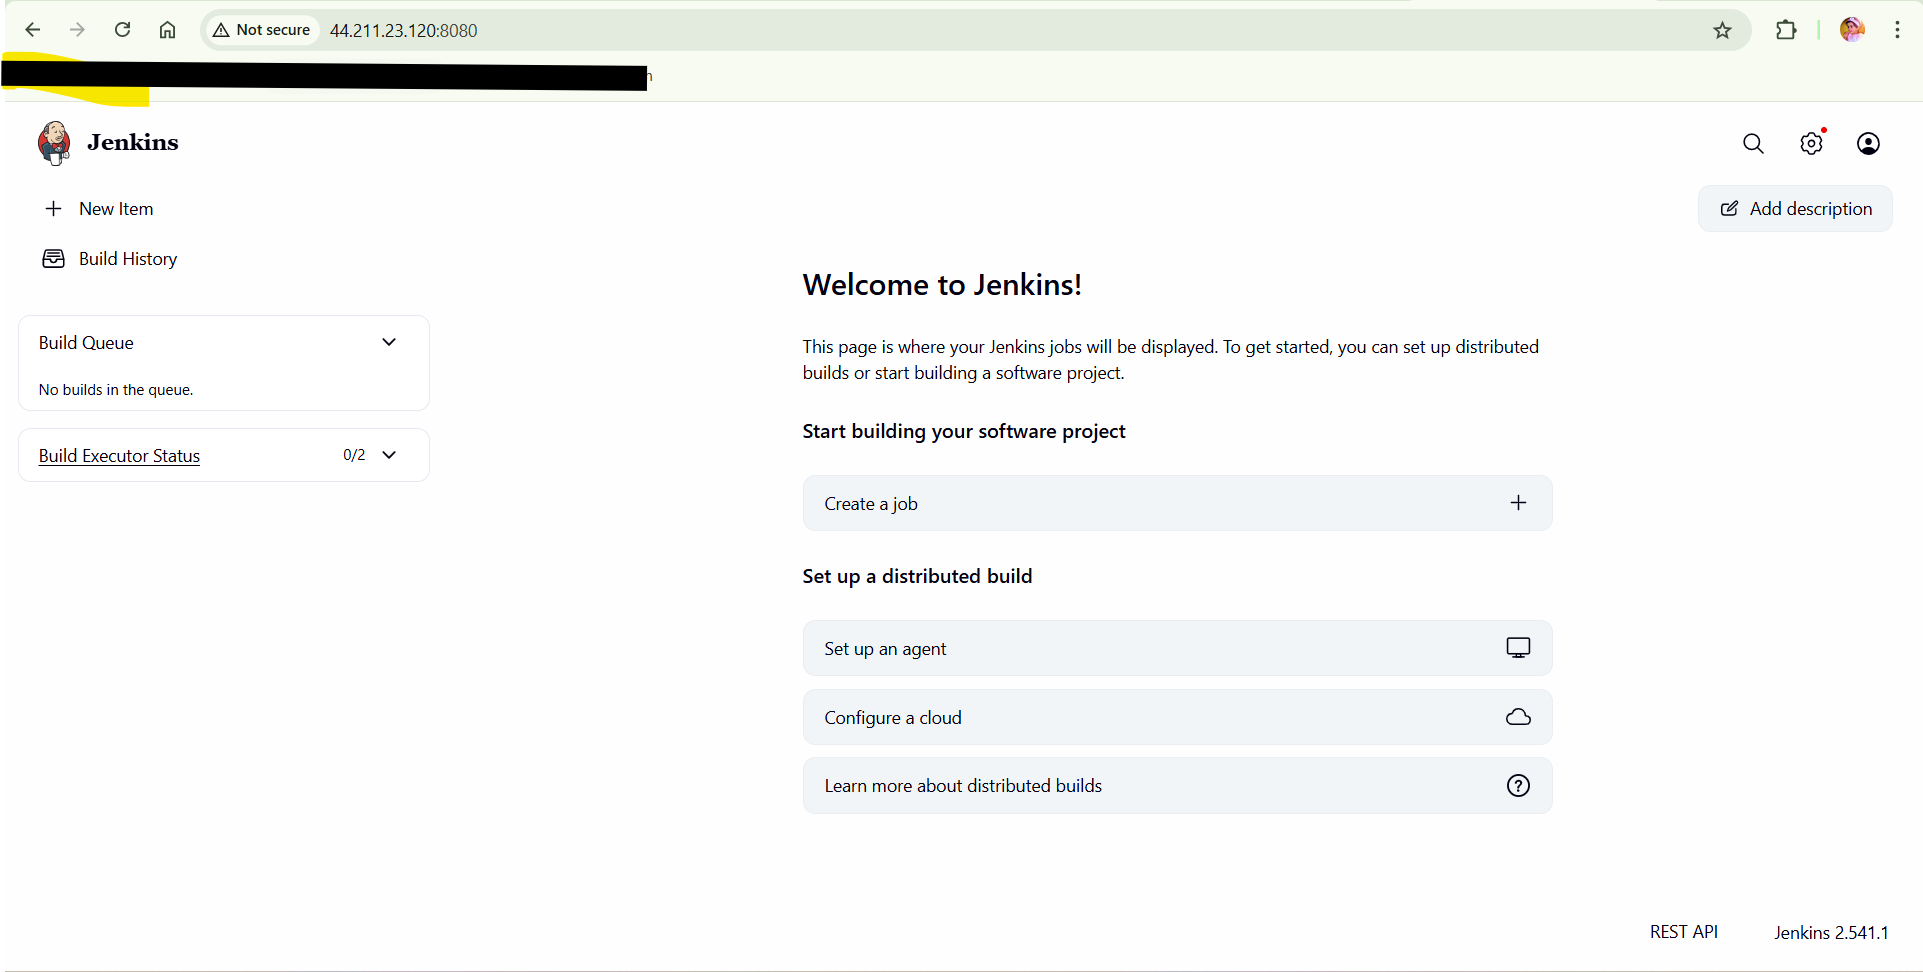 Not secure 44.211.23.120:8080
Jenkins
New Item
Add description
Build History
Welcome to Jenkins!
Build Queue
No builds in the queue.
Build Executor Status 0/2
This page is where your Jenkins jobs will be displayed. To get started, you can set up distributed
builds or start building a software project.
Start building your software project
Create a job
Set up a distributed build
Set up an agent
Configure a cloud
Learn more about distributed builds
REST API Jenkins 2.541.1